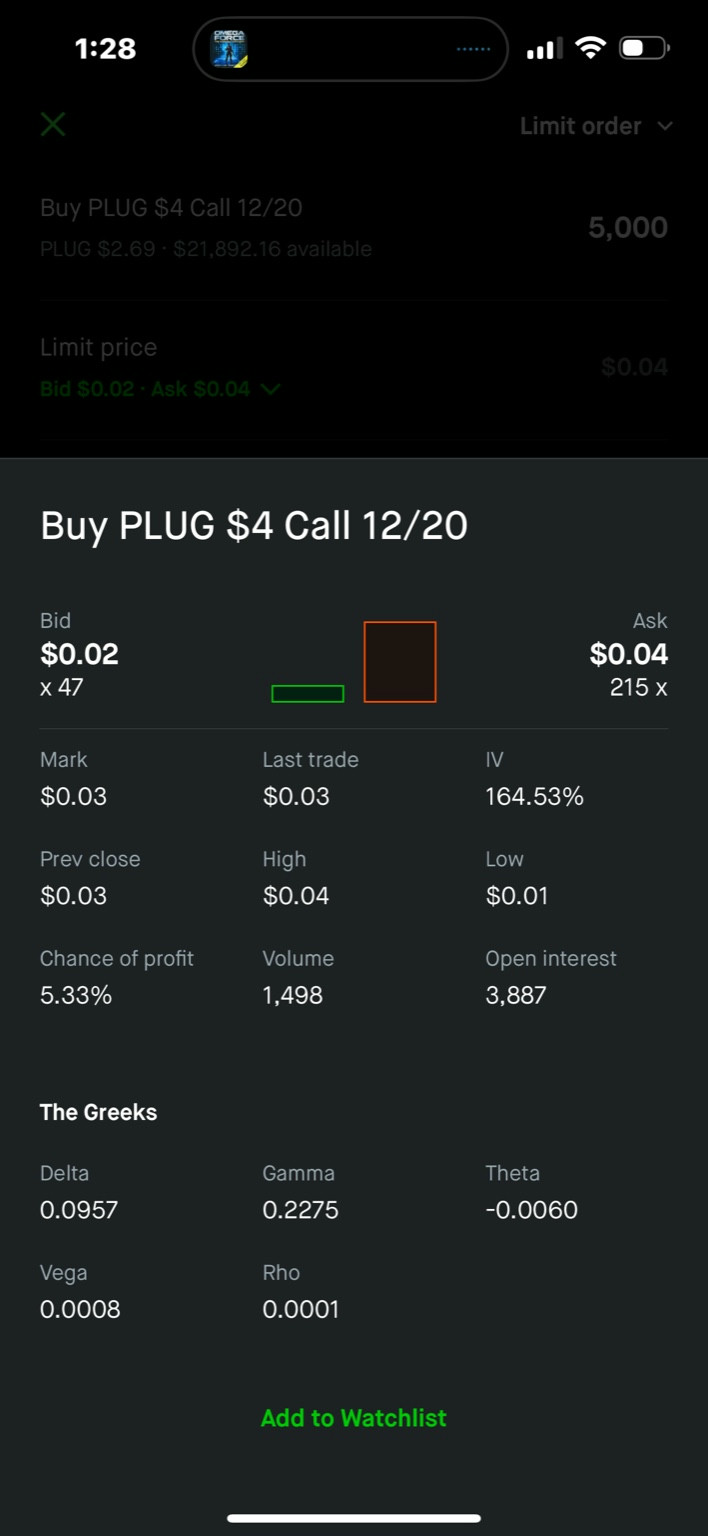 1:28
OMEGA FORCE
Limit order
Buy PLUG $4 Call 12/20
5,000
PLUG $2.69 · $21,892.16 available
Limit price
$0.04
Bid $0.02 · Ask $0.04
Buy PLUG $4 Call 12/20
Bid Ask
$0.02 $0.04
x 47 215 x
Mark Last trade IV
$0.03 $0.03 164.53%
Prev close High Low
$0.03 $0.04 $0.01
Chance of profit Volume Open interest
5.33% 1,498 3,887
The Greeks
Delta Gamma Theta
0.0957 0.2275 -0.0060
Vega Rho
0.0008 0.0001
Add to Watchlist